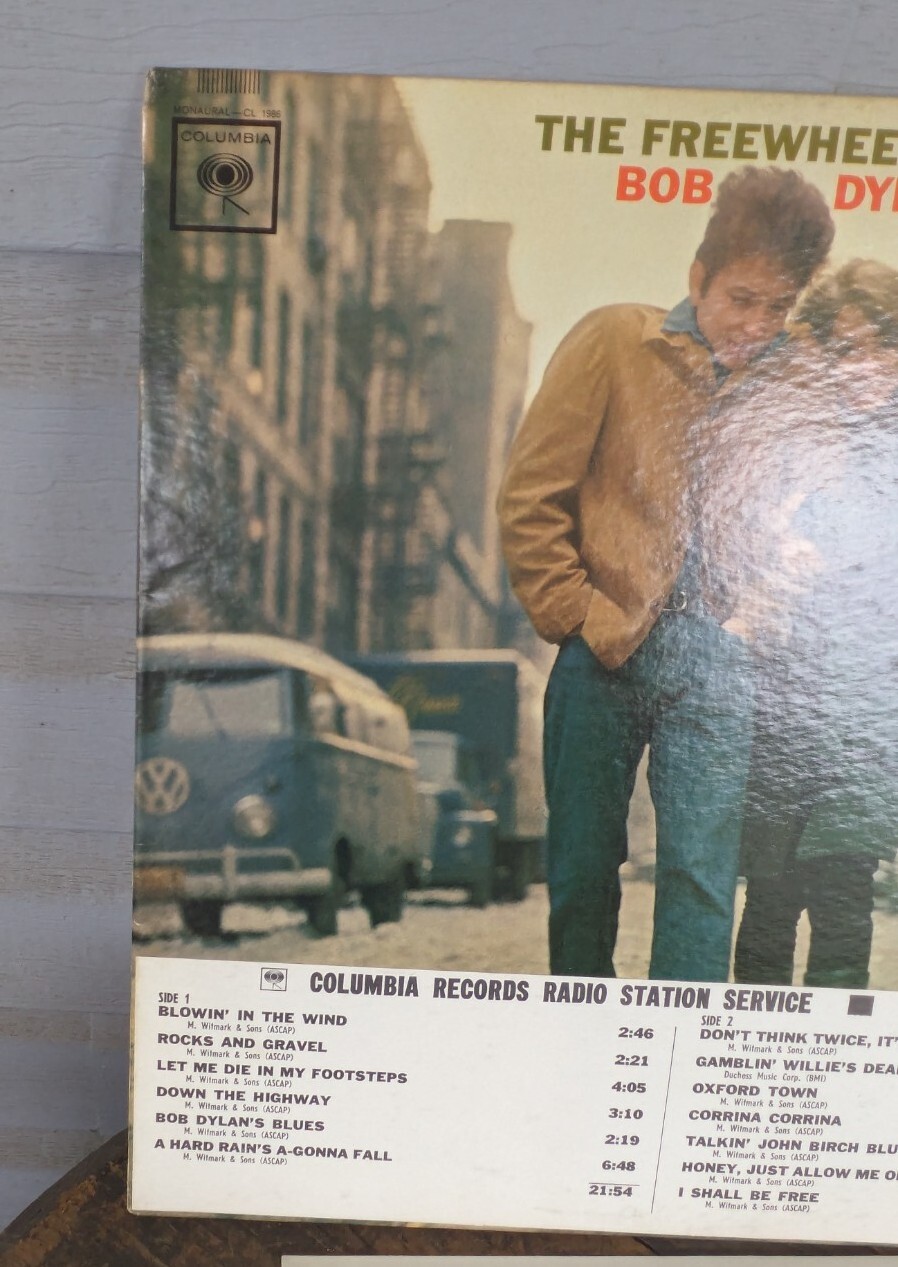 MONAURAL—CL 1986
COLUMBIA
THE FREEWHEE
BOB DYL
VW
COLUMBIA RECORDS RADIO STATION SERVICE
SIDE 1
BLOWIN' IN THE WIND 2:46
M. Witmark & Sons (ASCAP)
ROCKS AND GRAVEL 2:21
M. Witmark & Sons (ASCAP)
LET ME DIE IN MY FOOTSTEPS 4:05
M. Witmark & Sons (ASCAP)
DOWN THE HIGHWAY 3:10
M. Witmark & Sons (ASCAP)
BOB DYLAN'S BLUES 2:19
M. Witmark & Sons (ASCAP)
A HARD RAIN'S A-GONNA FALL 6:48
M. Witmark & Sons (ASCAP)
21:54
SIDE 2
DON'T THINK TWICE, IT'
M. Witmark & Sons (ASCAP)
GAMBLIN' WILLIE'S DEA
Duchess Music Corp. (BMI)
OXFORD TOWN
M. Witmark & Sons (ASCAP)
CORRINA CORRINA
M. Witmark & Sons (ASCAP)
TALKIN' JOHN BIRCH BLU
M. Witmark & Sons (ASCAP)
HONEY, JUST ALLOW ME O
M. Witmark & Sons (ASCAP)
I SHALL BE FREE
M. Witmark & Sons (ASCAP)